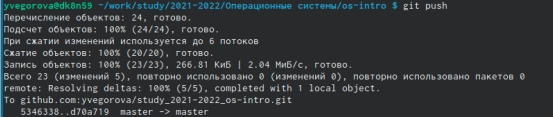 yvegorova@dk8n59 ~/work/study/2021-2022/Операционные системы/os-intro $ git push
Перечисление объектов: 24, готово.
Подсчет объектов: 100% (24/24), готово.
При сжатии изменений используется до 6 потоков
Сжатие объектов: 100% (20/20), готово.
Запись объектов: 100% (23/23), 266.81 КиБ | 2.04 МиБ/с, готово.
Всего 23 (изменений 5), повторно использовано 0 (изменений 0), повторно использовано пакетов 0
remote: Resolving deltas: 100% (5/5), completed with 1 local object.
To github.com:yvegorova/study_2021-2022_os-intro.git
5346338..d70a719 master -> master